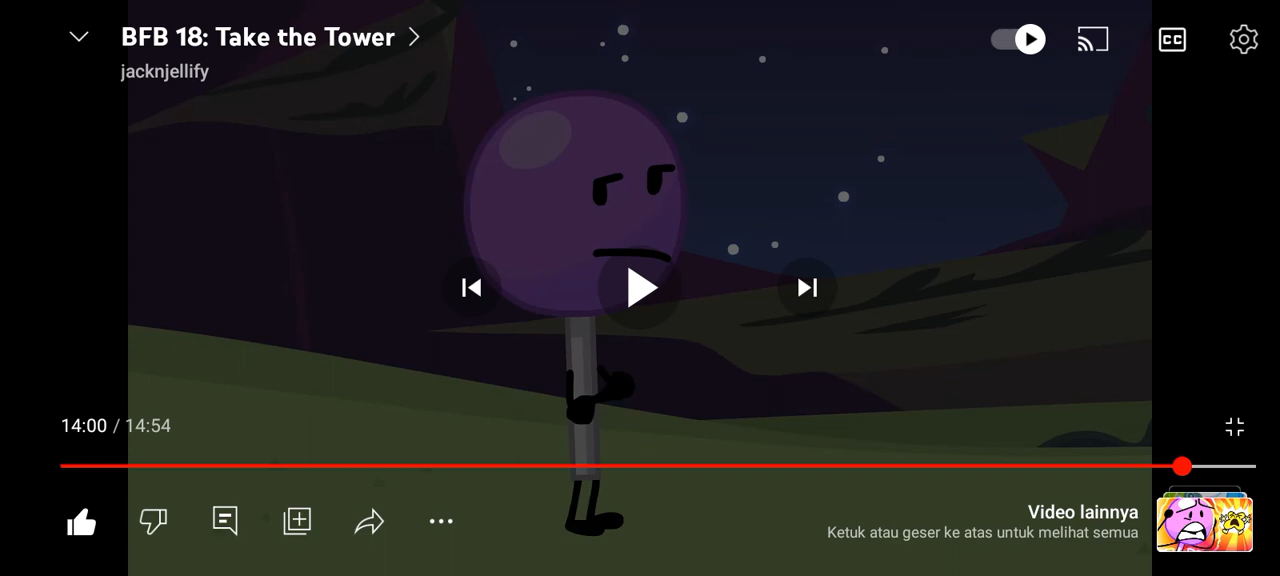 BFB 18: Take the Tower
jacknjellify
CC
14:00 / 14:54
Video lainnya
Ketuk atau geser ke atas untuk melihat semua